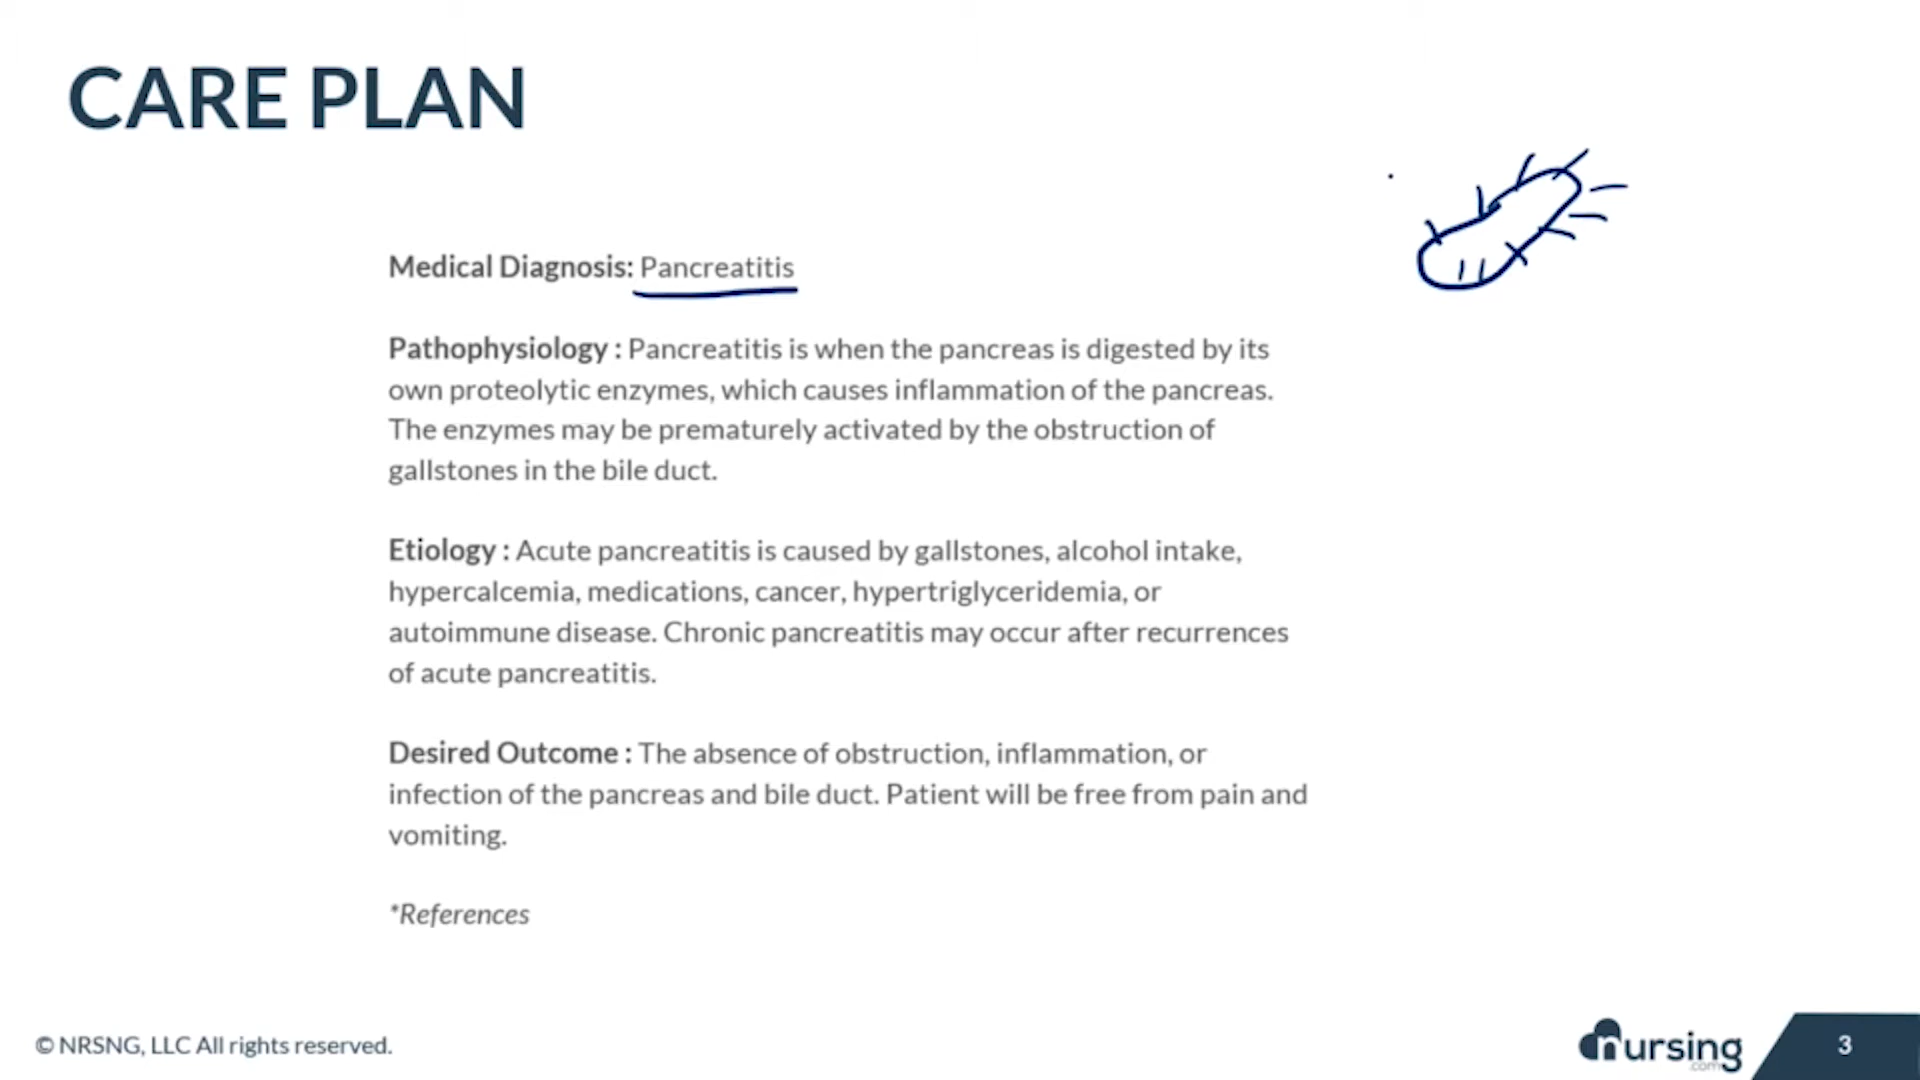 CARE PLAN
Medical Diagnosis: Pancreatitis
Pathophysiology : Pancreatitis is when the pancreas is digested by its
own proteolytic enzymes, which causes inflammation of the pancreas.
The enzymes may be prematurely activated by the obstruction of
gallstones in the bile duct.
Etiology : Acute pancreatitis is caused by gallstones, alcohol intake,
hypercalcemia, medications, cancer, hypertriglyceridemia, or
autoimmune disease. Chronic pancreatitis may occur after recurrences
of acute pancreatitis.
Desired Outcome : The absence of obstruction, inflammation, or
infection of the pancreas and bile duct. Patient will be free from pain and
vomiting.
*References
© NRSNG, LLC All rights reserved.
nursing
.com
3